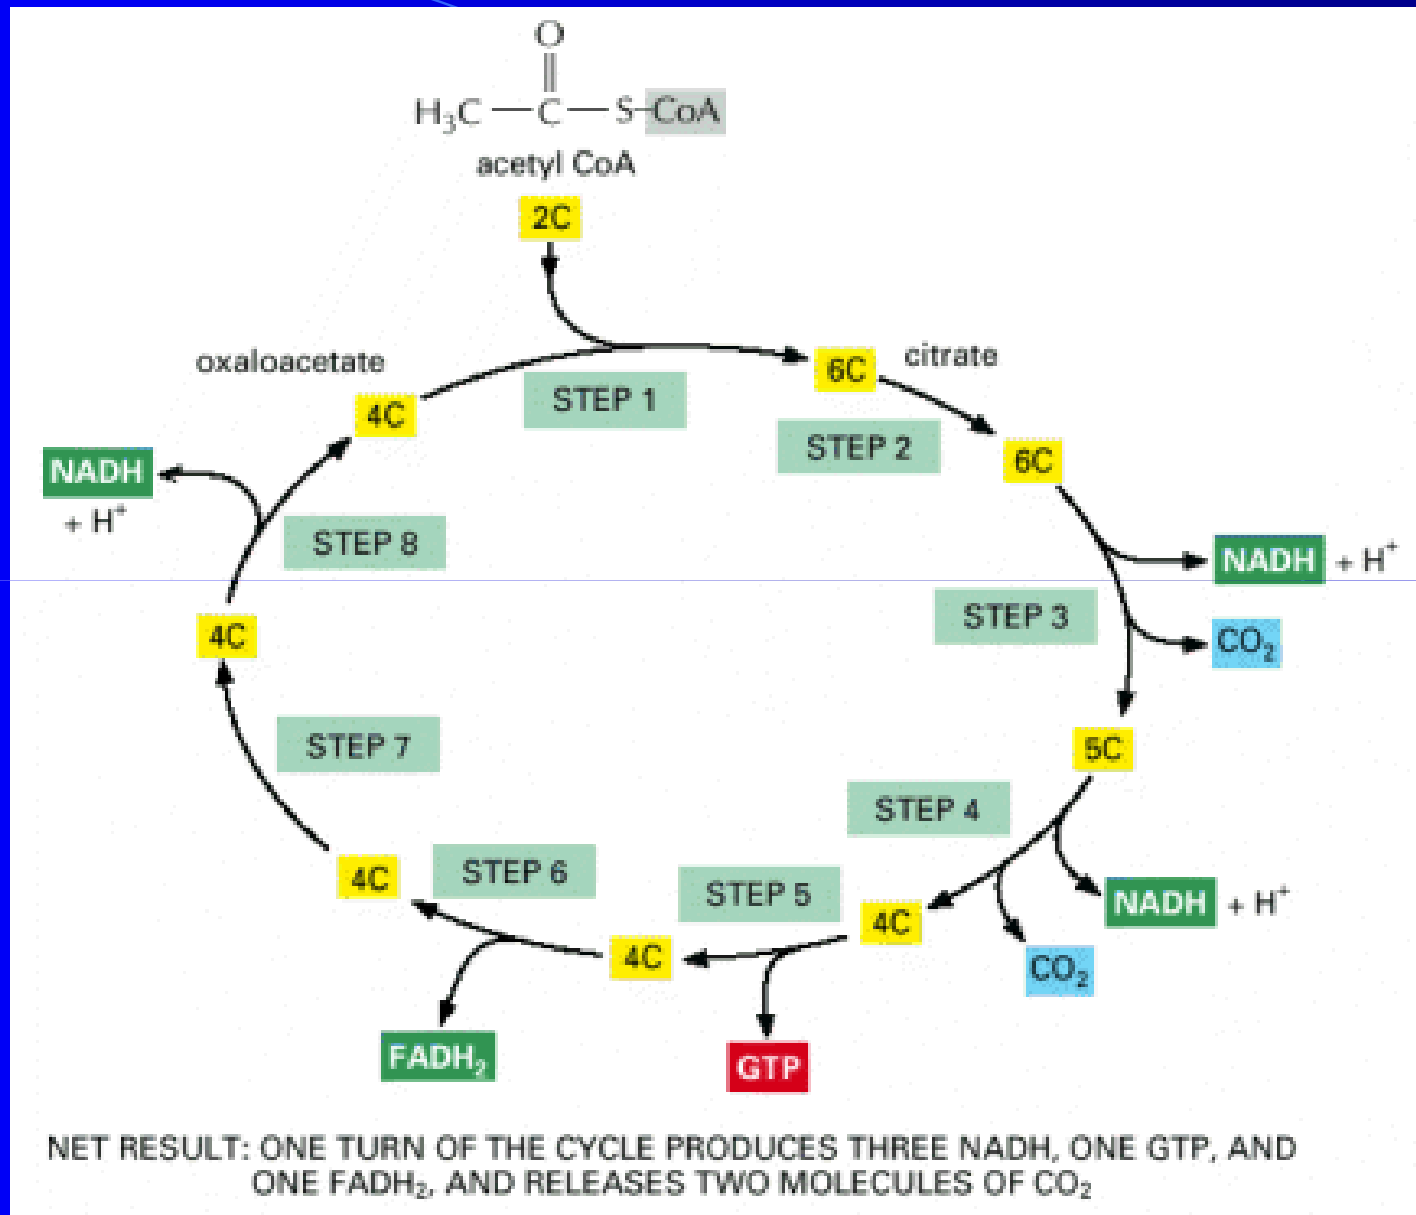 O
H₃C — C — S-CoA
acetyl CoA
2C
oxaloacetate
4C
STEP 1
6C
citrate
STEP 2
6C
NADH
+ H⁺
STEP 8
NADH + H⁺
STEP 3
CO₂
4C
STEP 7
5C
STEP 4
4C
STEP 6
STEP 5
4C
NADH + H⁺
4C
CO₂
FADH₂
GTP
NET RESULT: ONE TURN OF THE CYCLE PRODUCES THREE NADH, ONE GTP, AND
ONE FADH₂, AND RELEASES TWO MOLECULES OF CO₂